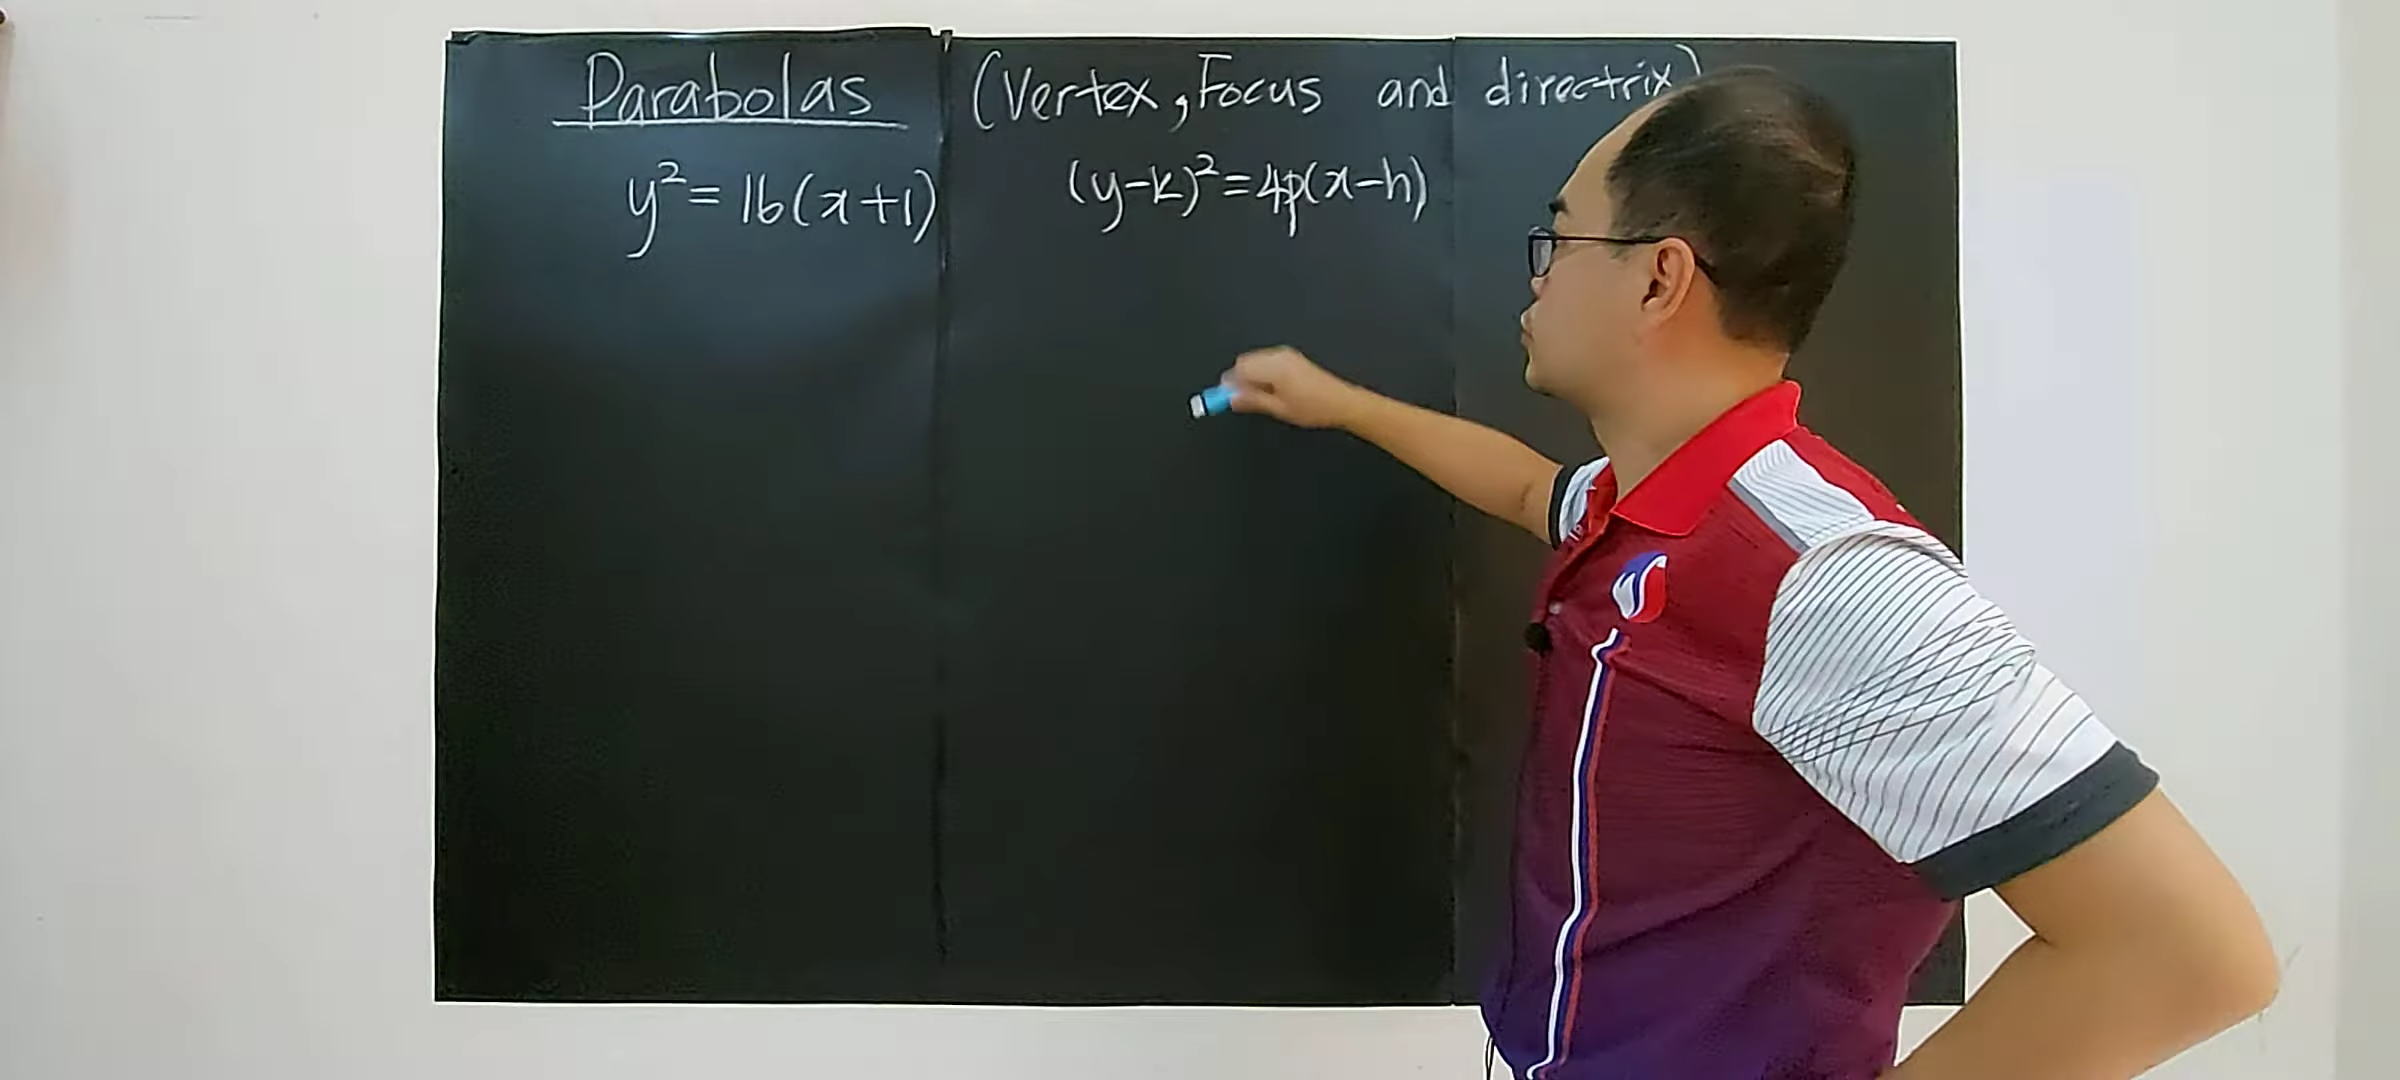 Parabolas (Vertex, Focus and directrix)
y²=16(x+1) (y-k)²=4p(x-h)